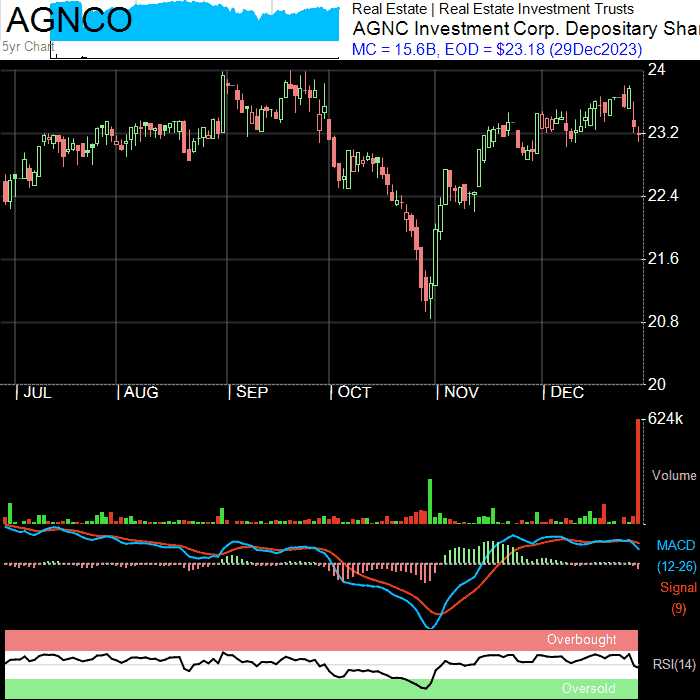 AGNCO
5yr Chart
Real Estate | Real Estate Investment Trusts
AGNC Investment Corp. Depositary Shar
MC = 15.6B, EOD = $23.18 (29Dec2023)
24
23.2
22.4
21.6
20.8
20
JUL AUG SEP OCT NOV DEC
624k
Volume
MACD
(12-26)
Signal
(9)
Overbought
RSI(14)
Oversold